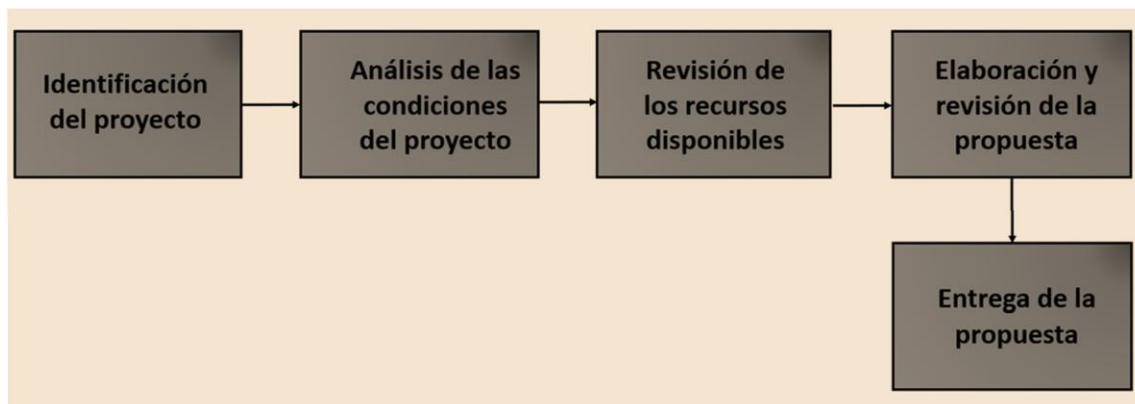 Identificación
del proyecto
Análisis de las
condiciones
del proyecto
Revisión de
los recursos
disponibles
Elaboración y
revisión de la
propuesta
Entrega de la
propuesta